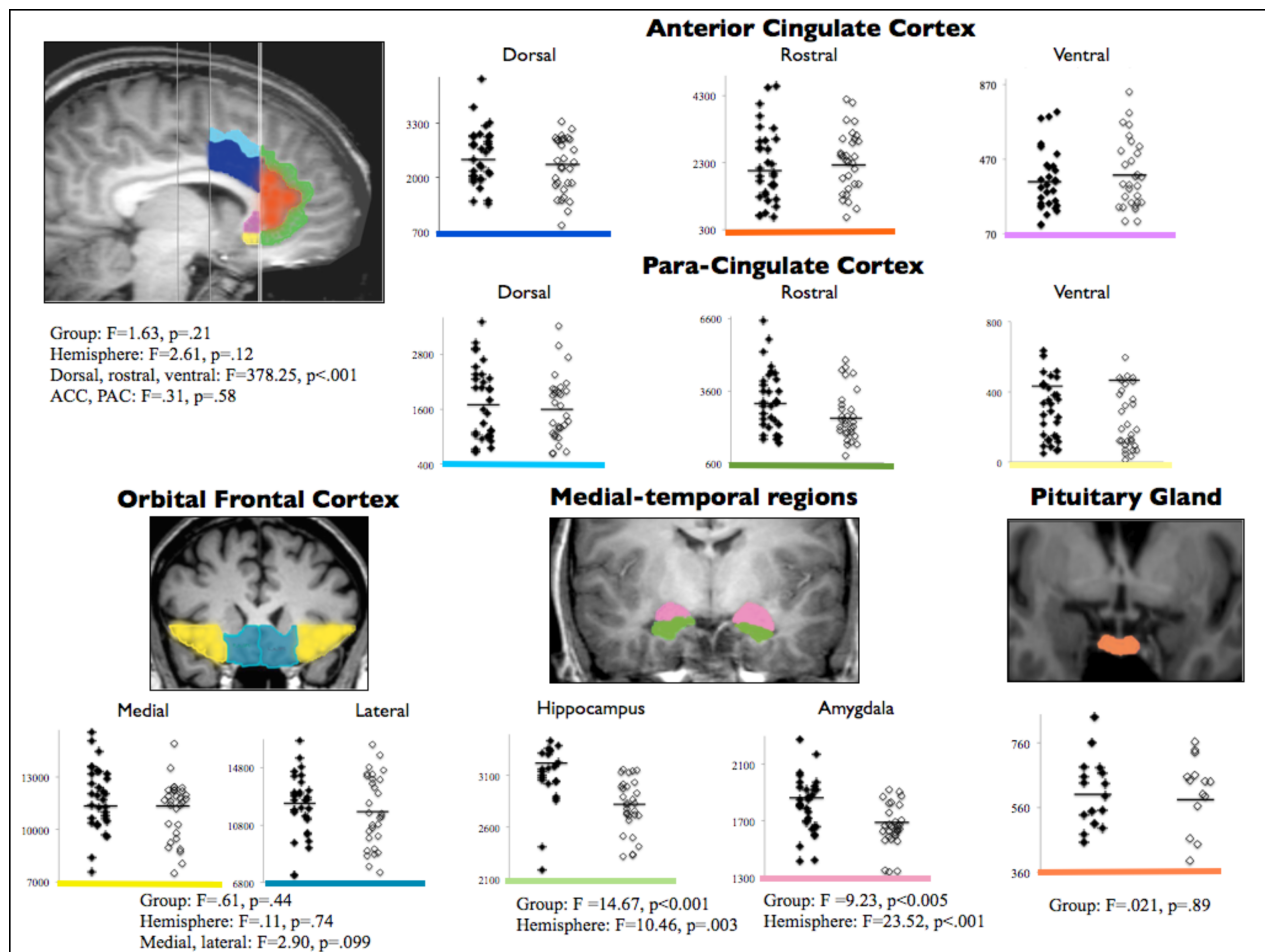 Anterior Cingulate Cortex
Dorsal
Rostral
Ventral
3300
2000
700
4300
2300
300
870
470
70
Para-Cingulate Cortex
Dorsal
Rostral
Ventral
2800
1600
400
6600
3600
600
800
400
0
Group: F=1.63, p=.21
Hemisphere: F=2.61, p=.12
Dorsal, rostral, ventral: F=378.25, p<.001
ACC, PAC: F=.31, p=.58
Orbital Frontal Cortex
Medial
Lateral
13000
10000
7000
14800
10800
6800
Group: F=.61, p=.44
Hemisphere: F=.11, p=.74
Medial, lateral: F=2.90, p=.099
Medial-temporal regions
Hippocampus
Amygdala
3100
2600
2100
2100
1700
1300
Group: F =14.67, p<0.001
Hemisphere: F=10.46, p=.003
Group: F =9.23, p<0.005
Hemisphere: F=23.52, p<.001
Pituitary Gland
760
560
360
Group: F=.021, p=.89